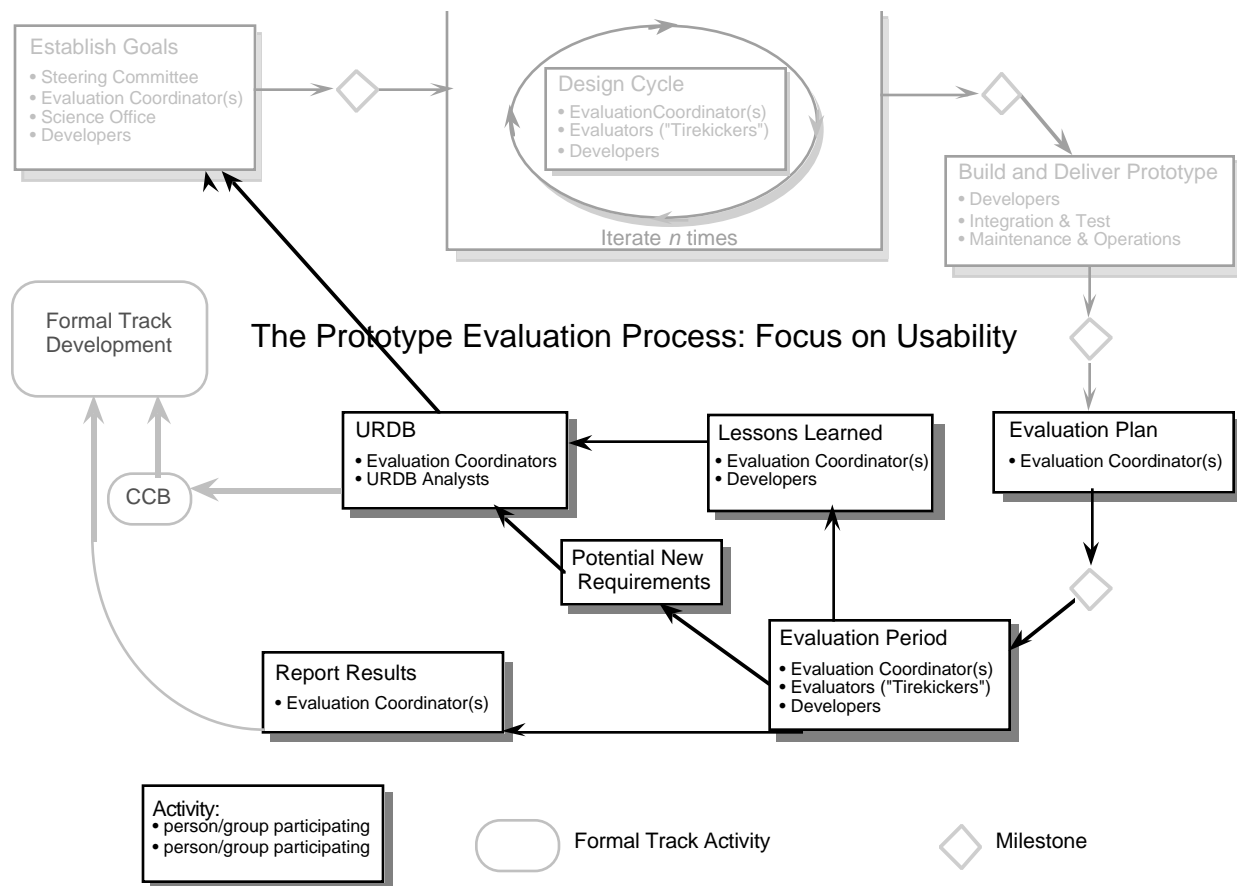 Establish Goals
• Steering Committee
• Evaluation Coordinator(s)
• Science Office
• Developers
Design Cycle
• EvaluationCoordinator(s)
• Evaluators ("Tirekickers")
• Developers
Iterate n times
Build and Deliver Prototype
• Developers
• Integration & Test
• Maintenance & Operations
Formal Track
Development
The Prototype Evaluation Process: Focus on Usability
URDB
• Evaluation Coordinators
• URDB Analysts
Lessons Learned
• Evaluation Coordinator(s)
• Developers
Evaluation Plan
• Evaluation Coordinator(s)
CCB
Potential New
Requirements
Evaluation Period
• Evaluation Coordinator(s)
• Evaluators ("Tirekickers")
• Developers
Report Results
• Evaluation Coordinator(s)
Activity:
• person/group participating
• person/group participating
Formal Track Activity
Milestone